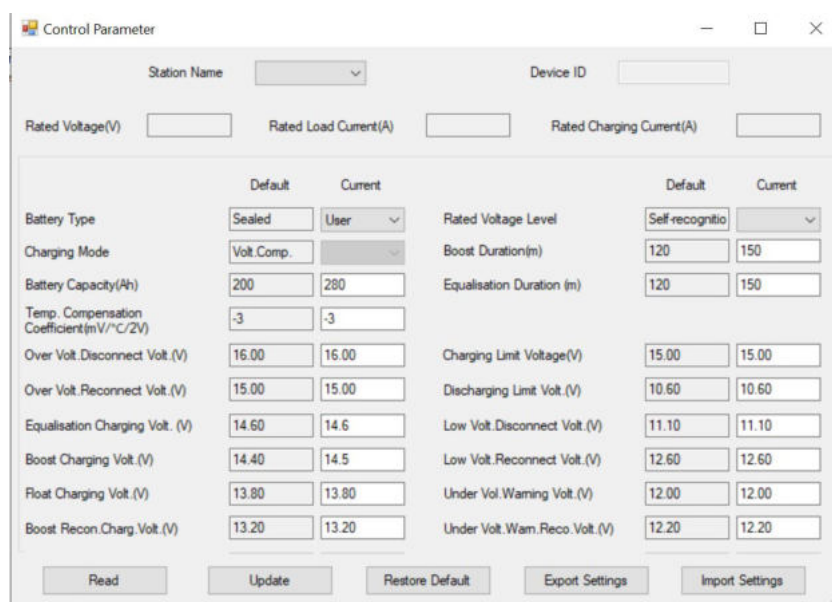 Control Parameter
Station Name Device ID
Rated Voltage(V) Rated Load Current(A) Rated Charging Current(A)
Default Current Default Current
Battery Type Sealed User Rated Voltage Level Self-recognitio
Charging Mode Volt.Comp. Boost Duration(m) 120 150
Battery Capacity(Ah) 200 280 Equalisation Duration (m) 120 150
Temp. Compensation
Coefficient(mV/°C/2V) -3 -3
Over Volt.Disconnect Volt.(V) 16.00 16.00 Charging Limit Voltage(V) 15.00 15.00
Over Volt.Reconnect Volt.(V) 15.00 15.00 Discharging Limit Volt.(V) 10.60 10.60
Equalisation Charging Volt. (V) 14.60 14.6 Low Volt.Disconnect Volt.(V) 11.10 11.10
Boost Charging Volt.(V) 14.40 14.5 Low Volt.Reconnect Volt.(V) 12.60 12.60
Float Charging Volt.(V) 13.80 13.80 Under Vol.Warning Volt.(V) 12.00 12.00
Boost Recon.Charg.Volt.(V) 13.20 13.20 Under Volt.Warn.Reco.Volt.(V) 12.20 12.20
Read Update Restore Default Export Settings Import Settings